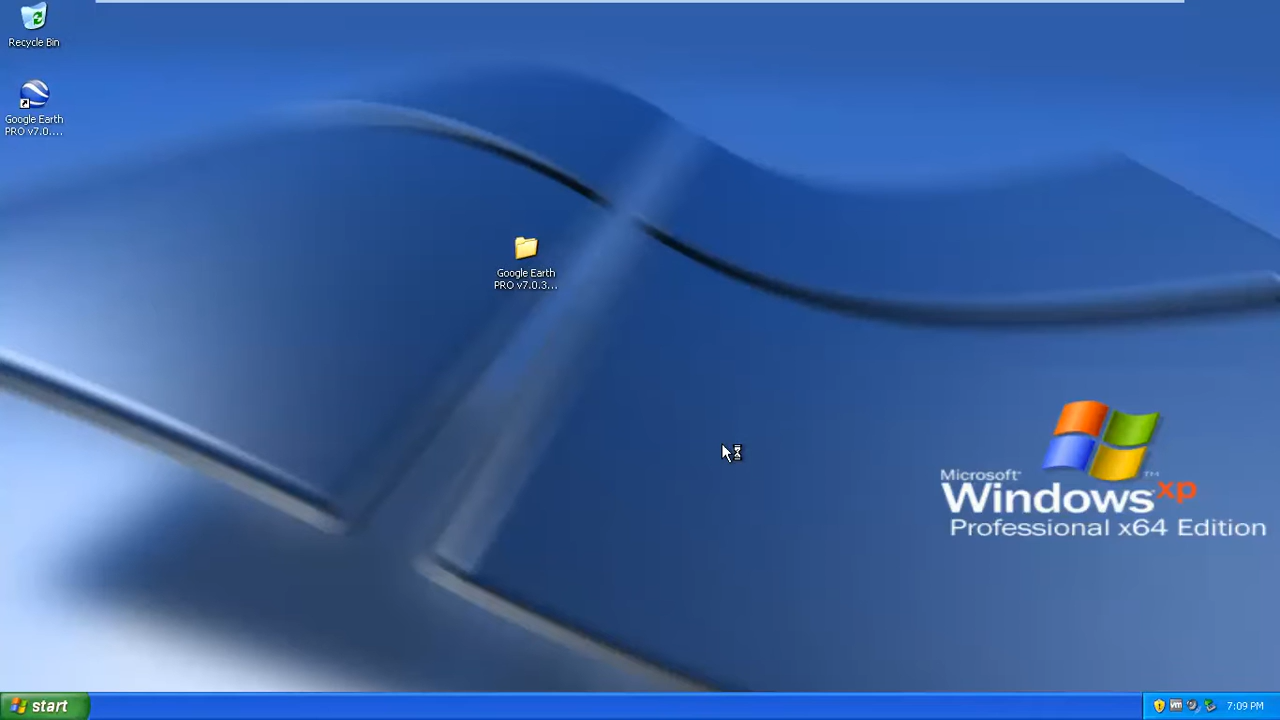 Recycle Bin
Google Earth
PRO v7.0....
Google Earth
PRO v7.0.3...
Microsoft
Windows xp
Professional x64 Edition
start
7:09 PM